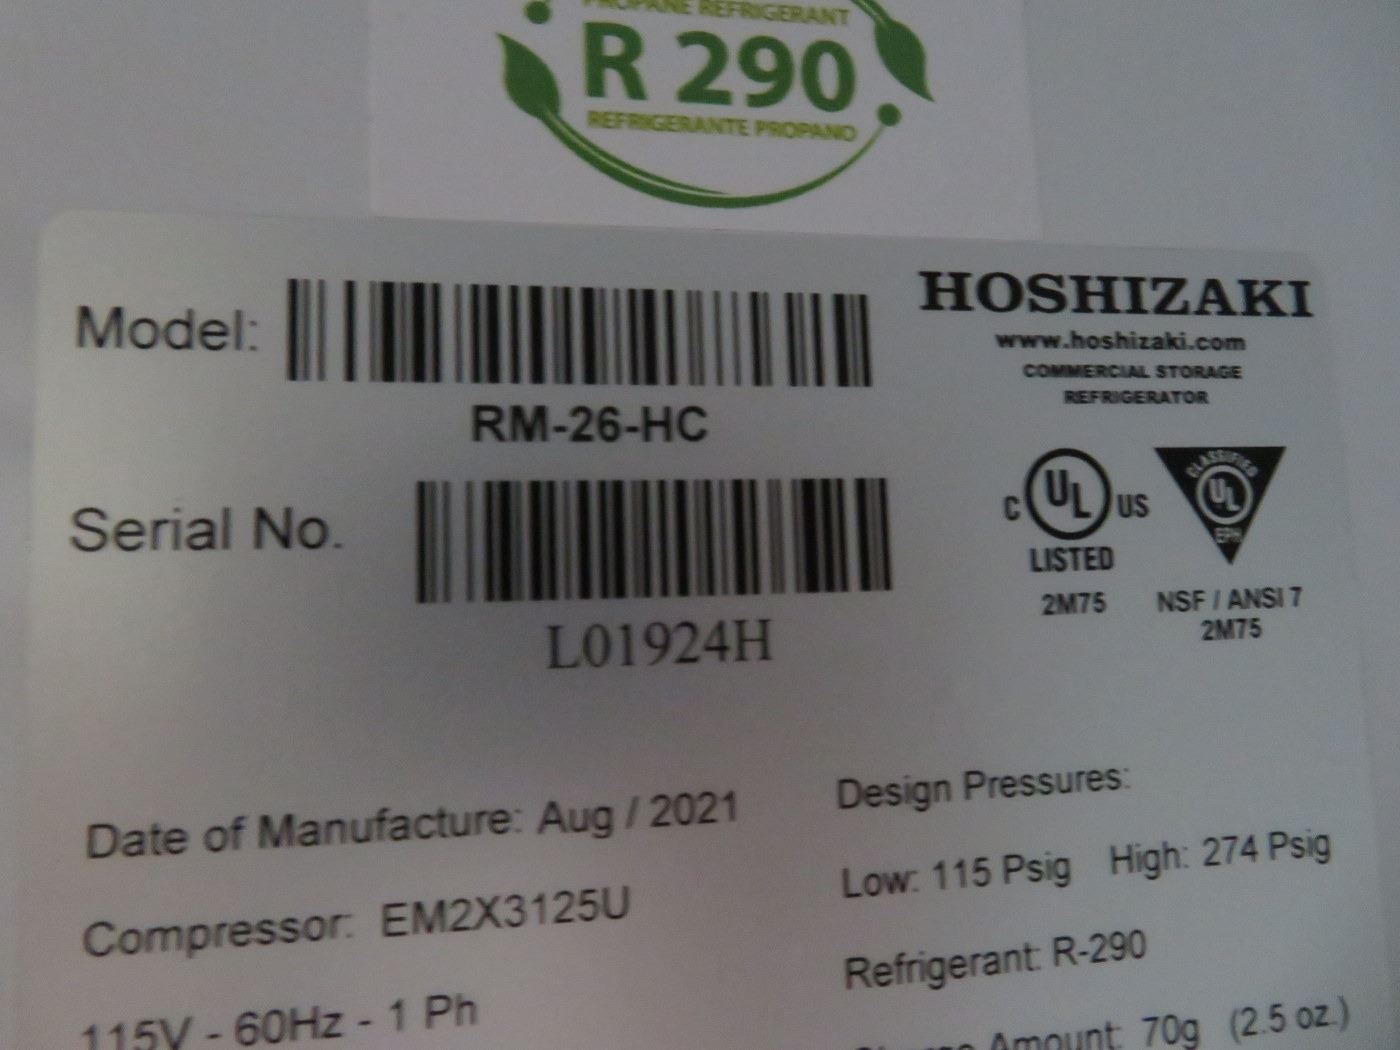 PROPANE REFRIGERANT
R 290
REFRIGERANTE PROPANO
HOSHIZAKI
www.hoshizaki.com
COMMERCIAL STORAGE
REFRIGERATOR
Model:
RM-26-HC
Serial No.
L01924H
C UL US
LISTED
2M75
CLASSIFIED
UL
EPH
NSF / ANSI 7
2M75
Date of Manufacture: Aug / 2021
Compressor: EM2X3125U
115V - 60Hz - 1 Ph
Design Pressures:
Low: 115 Psig High: 274 Psig
Refrigerant: R-290
Amount: 70g (2.5 oz.)